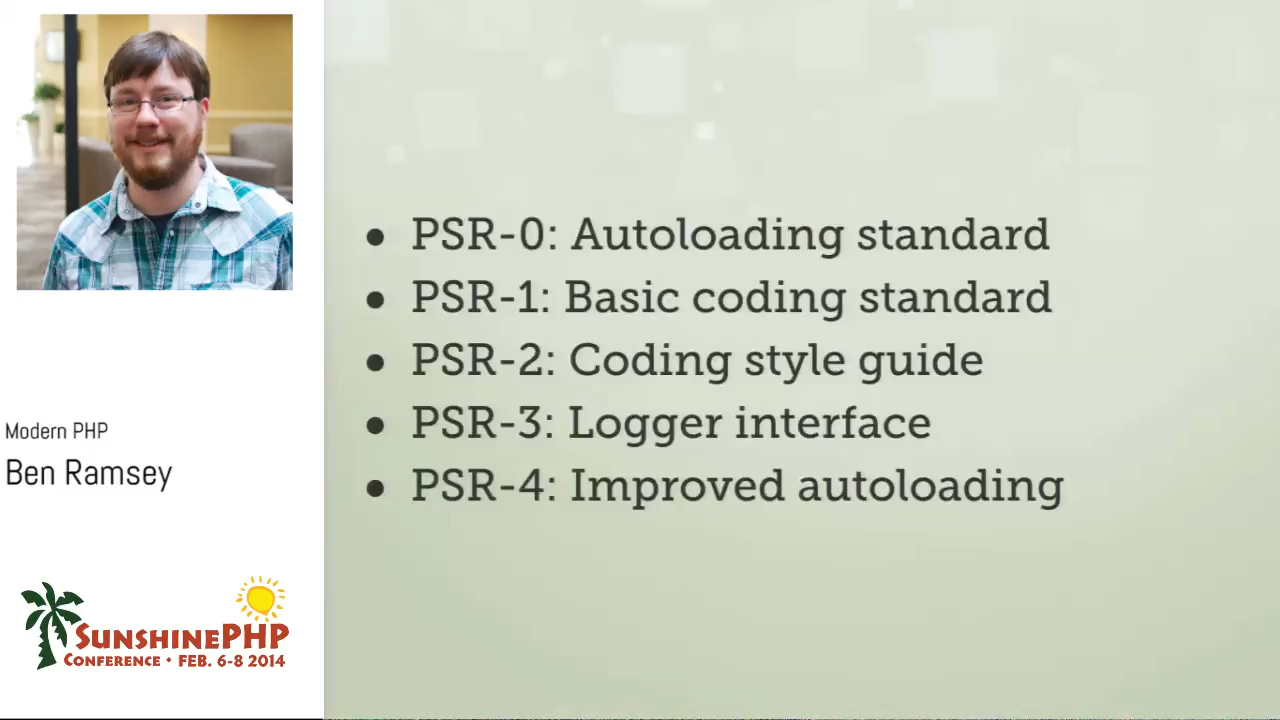 Modern PHP
Ben Ramsey
SUNSHINEPHP
CONFERENCE • FEB. 6-8 2014
• PSR-0: Autoloading standard
• PSR-1: Basic coding standard
• PSR-2: Coding style guide
• PSR-3: Logger interface
• PSR-4: Improved autoloading